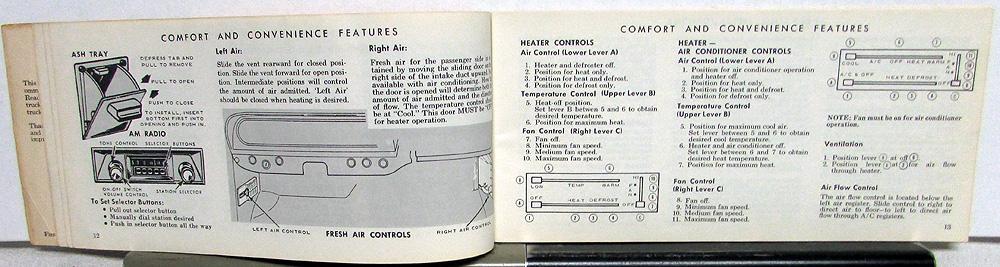 COMFORT AND CONVENIENCE FEATURES
ASH TRAY
DEPRESS TAB AND
PULL TO REMOVE
PULL TO OPEN
PUSH TO CLOSE
TO INSTALL, INSERT
BOTTOM FIRST INTO
OPENING AND PUSH IN.
AM RADIO
TONE CONTROL SELECTOR BUTTONS
ON-OFF SWITCH
VOLUME CONTROL
STATION SELECTOR
To Set Selector Buttons:
• Pull out selector button
• Manually dial station desired
• Push in selector button all the way
12
Left Air:
Slide the vent rearward for closed posi-
tion. Slide the vent forward for open posi-
tion. Intermediate positions will control
the amount of air admitted. 'Left Air'
should be closed when heating is desired.
Right Air:
Fresh air for the passenger side is
tained by moving the sliding door on
right side of the intake duct upward
available with air conditioning.
the door is opened will determine both
amount of air admitted and the
of flow. The temperature control
be at "Cool." This door MUST be
for heater operation.
LEFT AIR CONTROL
FRESH AIR CONTROLS
RIGHT AIR CONTROL
COMFORT AND CONVENIENCE FEATURES
HEATER CONTROLS
Air Control (Lower Lever A)
1. Heater and defroster off.
2. Position for heat only.
3. Position for heat and defrost.
4. Position for defrost only.
Temperature Control (Upper Lever B)
5. Heat-off position.
Set lever B between 5 and 6 to obtain
desired temperature.
6. Position for maximum heat.
Fan Control (Right Lever C)
7. Fan off.
8. Minimum fan speed.
9. Medium fan speed.
10. Maximum fan speed.
LOW TEMP WARM
OFF HEAT DEFROST
OFF
HEATER —
AIR CONDITIONER CONTROLS
Air Control (Lower Lever A)
1. Position for air conditioner operation
and heater off.
2. Position for heat only.
3. Position for heat and defrost.
4. Position for defrost only.
Temperature Control
(Upper Lever B)
5. Position for maximum cool air.
Set lever between 5 and 6 to obtain
desired cool temperature.
6. Heater and air conditioner off.
Set lever between 6 and 7 to obtain
desired heat temperature.
7. Position for maximum heat.
Fan Control
(Right Lever C)
8. Fan off.
9. Minimum fan speed.
10. Medium fan speed.
11. Maximum fan speed.
COOL AIR OFF HEAT WARM
A/C & OFF HEAT DEFROST
NOTE: Fan must be on for air conditioner
operation.
Ventilation
1. Position lever B at off 6.
2. Position lever A at 2 for air flow
through heater.
Air Flow Control
The air flow control is located below the
left air register. Slide control to right to
direct air to floor—to left to direct air
flow through A/C registers.
13